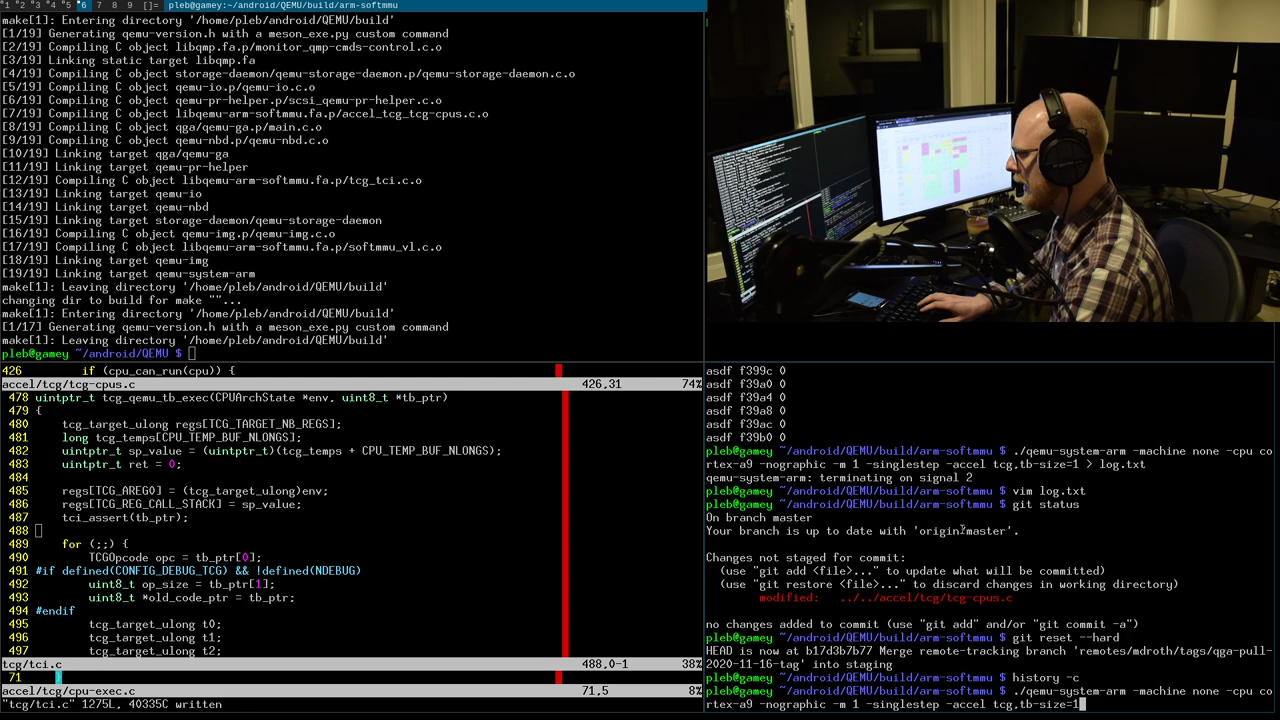 1 2 3 4 5 6 7 8 9 []= pleb@gamey:~/android/QEMU/build/arm-softmmu
make[1]: Entering directory '/home/pleb/android/QEMU/build'
[1/19] Generating qemu-version.h with a meson_exe.py custom command
[2/19] Compiling C object libqmp.fa.p/monitor_qmp-cmds-control.c.o
[3/19] Linking static target libqmp.fa
[4/19] Compiling C object storage-daemon/qemu-storage-daemon.p/qemu-storage-daemon.c.o
[5/19] Compiling C object qemu-io.p/qemu-io.c.o
[6/19] Compiling C object qemu-pr-helper.p/scsi_qemu-pr-helper.c.o
[7/19] Compiling C object libqemu-arm-softmmu.fa.p/accel_tcg_tcg-cpus.c.o
[8/19] Compiling C object qga/qemu-ga.p/main.c.o
[9/19] Compiling C object qemu-nbd.p/qemu-nbd.c.o
[10/19] Linking target qga/qemu-ga
[11/19] Linking target qemu-pr-helper
[12/19] Compiling C object libqemu-arm-softmmu.fa.p/tcg_tci.c.o
[13/19] Linking target qemu-io
[14/19] Linking target qemu-nbd
[15/19] Linking target storage-daemon/qemu-storage-daemon
[16/19] Compiling C object qemu-img.p/qemu-img.c.o
[17/19] Compiling C object libqemu-arm-softmmu.fa.p/softmmu_vl.c.o
[18/19] Linking target qemu-img
[19/19] Linking target qemu-system-arm
make[1]: Leaving directory '/home/pleb/android/QEMU/build'
changing dir to build for make ""...
make[1]: Entering directory '/home/pleb/android/QEMU/build'
[1/17] Generating qemu-version.h with a meson_exe.py custom command
make[1]: Leaving directory '/home/pleb/android/QEMU/build'
pleb@gamey ~/android/QEMU $
426 if (cpu_can_run(cpu)) {
accel/tcg/tcg-cpus.c 426,31 74%
478 uintptr_t tcg_qemu_tb_exec(CPUArchState *env, uint8_t *tb_ptr)
479 {
480 tcg_target_ulong regs[TCG_TARGET_NB_REGS];
481 long tcg_temps[CPU_TEMP_BUF_NLONGS];
482 uintptr_t sp_value = (uintptr_t)(tcg_temps + CPU_TEMP_BUF_NLONGS);
483 uintptr_t ret = 0;
484
485 regs[TCG_AREG0] = (tcg_target_ulong)env;
486 regs[TCG_REG_CALL_STACK] = sp_value;
487 tci_assert(tb_ptr);
488
489 for (;;) {
490 TCGOpcode opc = tb_ptr[0];
491 #if defined(CONFIG_DEBUG_TCG) && !defined(NDEBUG)
492 uint8_t op_size = tb_ptr[1];
493 uint8_t *old_code_ptr = tb_ptr;
494 #endif
495 tcg_target_ulong t0;
496 tcg_target_ulong t1;
497 tcg_target_ulong t2;
tcg/tci.c 488,0-1 38%
71 }
accel/tcg/cpu-exec.c 71,5 8%
"tcg/tci.c" 1275L, 40335C written
asdf f399c 0
asdf f39a0 0
asdf f39a4 0
asdf f39a8 0
asdf f39ac 0
asdf f39b0 0
pleb@gamey ~/android/QEMU/build/arm-softmmu $ ./qemu-system-arm -machine none -cpu co
rtex-a9 -nographic -m 1 -singlestep -accel tcg,tb-size=1 > log.txt
qemu-system-arm: terminating on signal 2
pleb@gamey ~/android/QEMU/build/arm-softmmu $ vim log.txt
pleb@gamey ~/android/QEMU/build/arm-softmmu $ git status
On branch master
Your branch is up to date with 'origin/master'.

Changes not staged for commit:
(use "git add <file>..." to update what will be committed)
(use "git restore <file>..." to discard changes in working directory)
modified: ../../accel/tcg/tcg-cpus.c

no changes added to commit (use "git add" and/or "git commit -a")
pleb@gamey ~/android/QEMU/build/arm-softmmu $ git reset --hard
HEAD is now at b17d3b7b77 Merge remote-tracking branch 'remotes/mdroth/tags/qga-pull-
2020-11-16-tag' into staging
pleb@gamey ~/android/QEMU/build/arm-softmmu $ history -c
pleb@gamey ~/android/QEMU/build/arm-softmmu $ ./qemu-system-arm -machine none -cpu co
rtex-a9 -nographic -m 1 -singlestep -accel tcg,tb-size=1